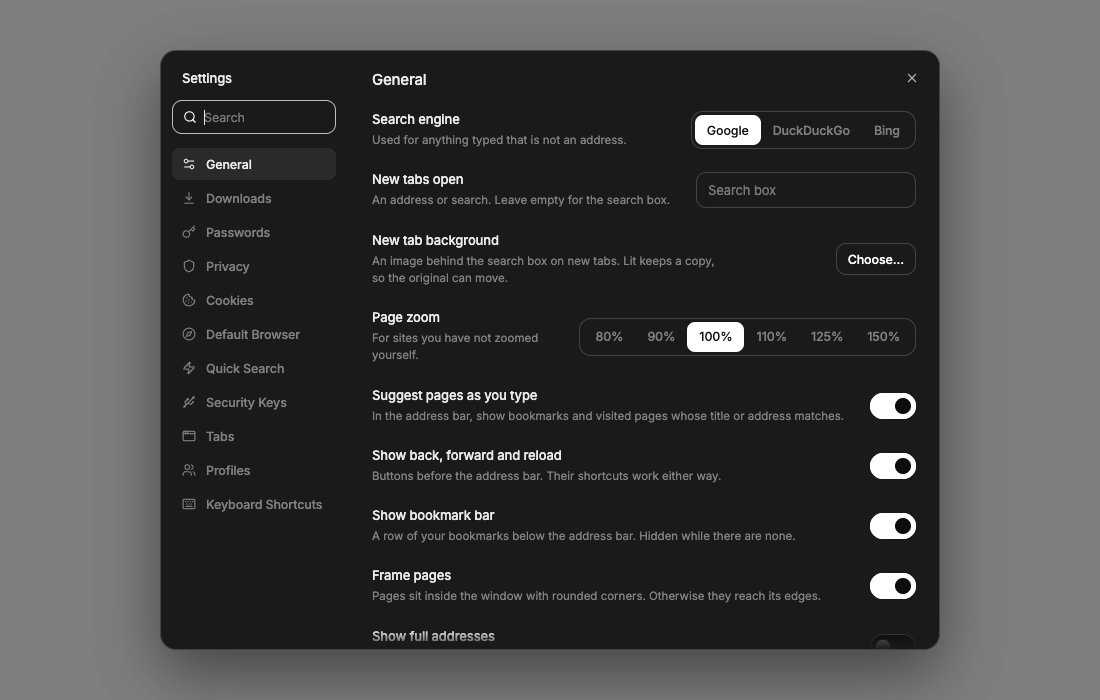 Settings
Search
General
Downloads
Passwords
Privacy
Cookies
Default Browser
Quick Search
Security Keys
Tabs
Profiles
Keyboard Shortcuts
General
Search engine
Used for anything typed that is not an address.
Google DuckDuckGo Bing
New tabs open
An address or search. Leave empty for the search box.
Search box
New tab background
An image behind the search box on new tabs. Lit keeps a copy,
so the original can move.
Choose...
Page zoom
For sites you have not zoomed
yourself.
80% 90% 100% 110% 125% 150%
Suggest pages as you type
In the address bar, show bookmarks and visited pages whose title or address matches.
Show back, forward and reload
Buttons before the address bar. Their shortcuts work either way.
Show bookmark bar
A row of your bookmarks below the address bar. Hidden while there are none.
Frame pages
Pages sit inside the window with rounded corners. Otherwise they reach its edges.
Show full addresses